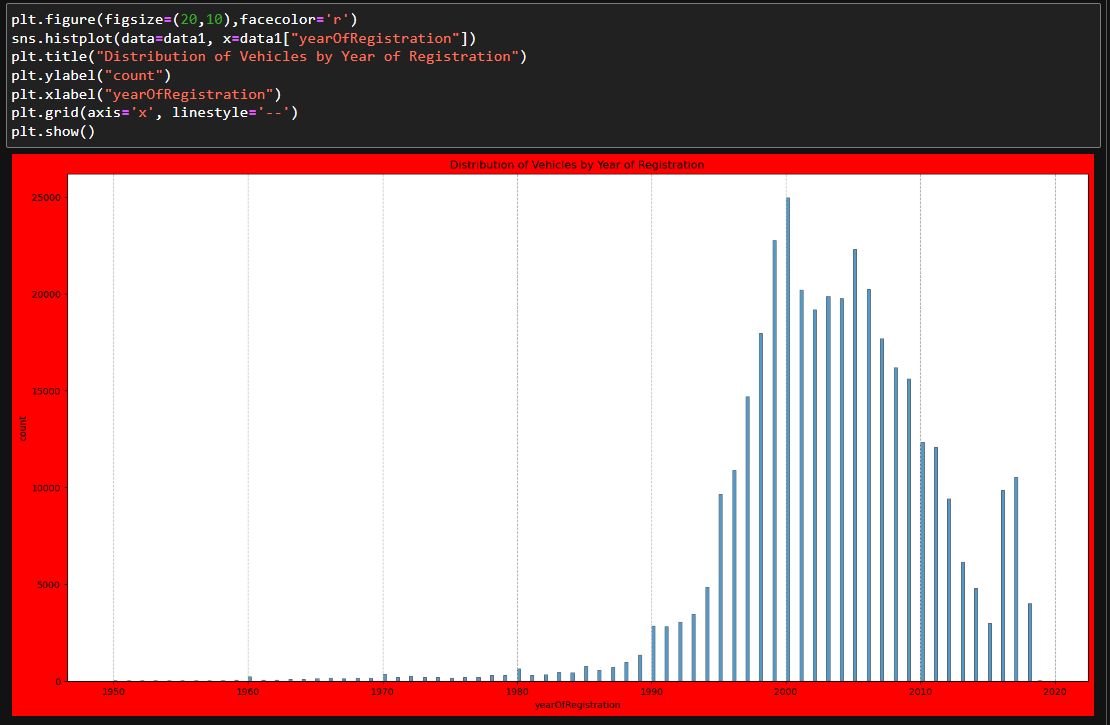 plt.figure(figsize=(20,10),facecolor='r')
sns.histplot(data=data1, x=data1["yearOfRegistration"])
plt.title("Distribution of Vehicles by Year of Registration")
plt.ylabel("count")
plt.xlabel("yearOfRegistration")
plt.grid(axis='x', linestyle='--')
plt.show()
Distribution of Vehicles by Year of Registration
25000
20000
15000
10000
5000
0
count
1950 1960 1970 1980 1990 2000 2010 2020
yearOfRegistration